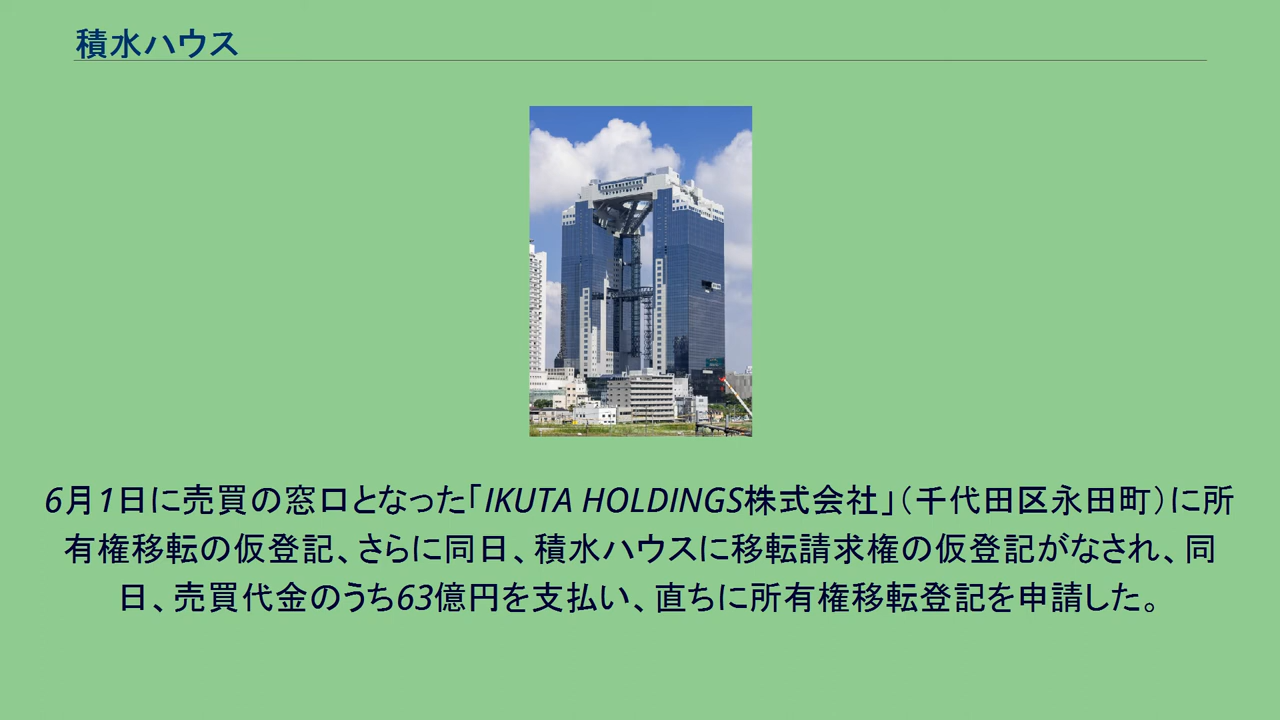 積水ハウス
6月1日に売買の窓口となった「IKUTA HOLDINGS株式会社」（千代田区永田町）に所
有権移転の仮登記、さらに同日、積水ハウスに移転請求権の仮登記がなされ、同
日、売買代金のうち63億円を支払い、直ちに所有権移転登記を申請した。